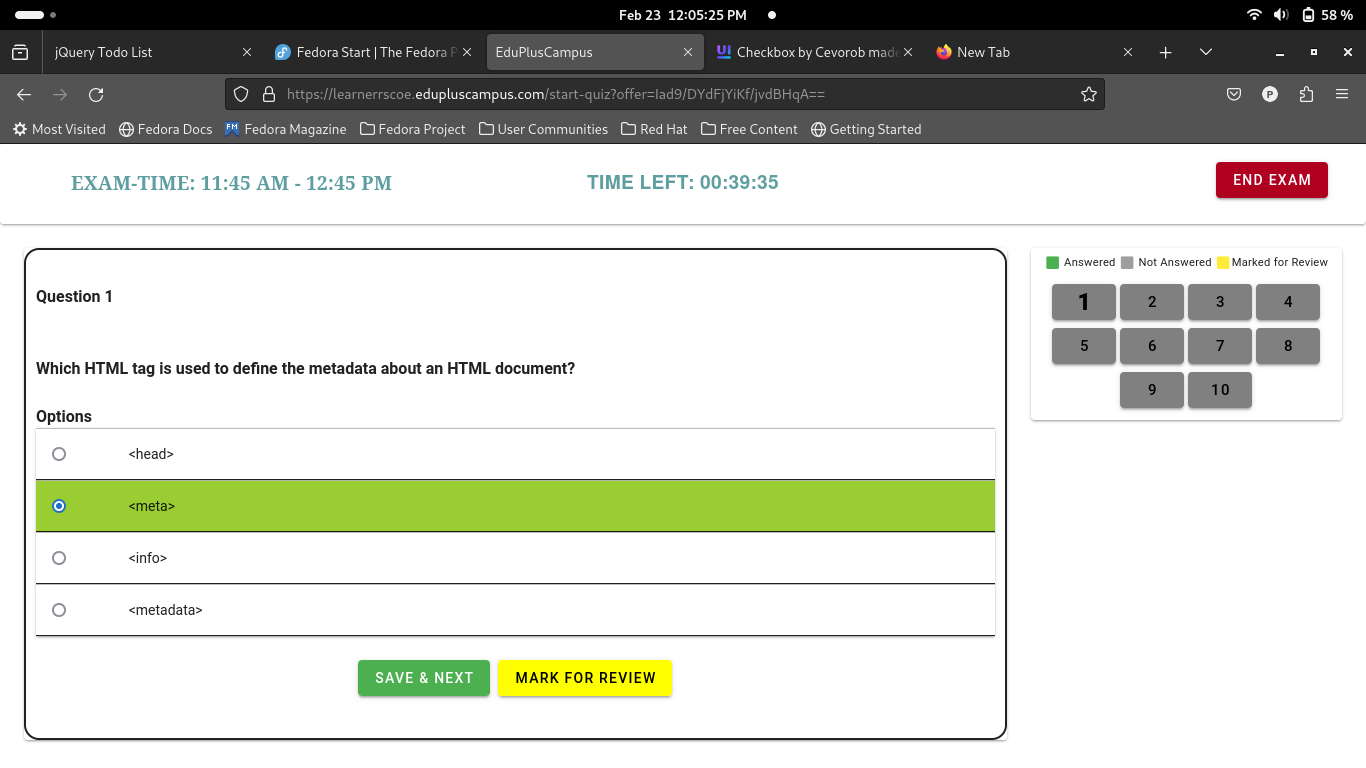 Feb 23 12:05:25 PM
58 %
jQuery Todo List
Fedora Start | The Fedora P
EduPlusCampus
Checkbox by Cevorob made
New Tab
https://learnerrscoe.edupluscampus.com/start-quiz?offer=Iad9/DYdFjYiKf/jvdBHqA==
P
Most Visited
Fedora Docs
FM Fedora Magazine
Fedora Project
User Communities
Red Hat
Free Content
Getting Started
EXAM-TIME: 11:45 AM - 12:45 PM
TIME LEFT: 00:39:35
END EXAM
Question 1
Which HTML tag is used to define the metadata about an HTML document?
Options
<head>
<meta>
<info>
<metadata>
SAVE & NEXT
MARK FOR REVIEW
Answered Not Answered Marked for Review
1 2 3 4
5 6 7 8
9 10